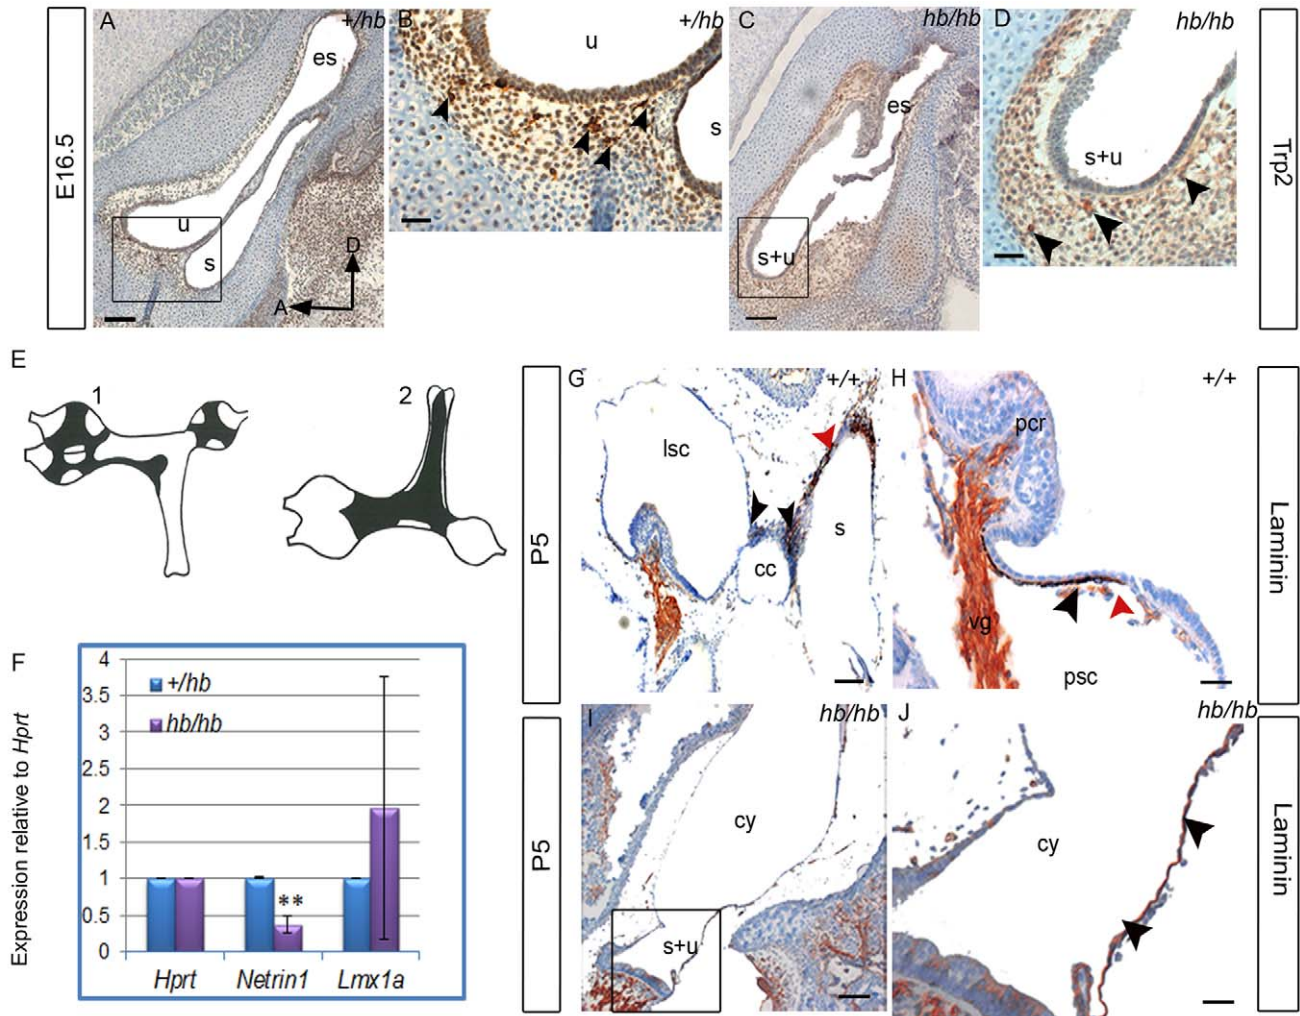 E16.5
A
+/hb
es
u
s
D
A
B
+/hb
u
s
C
hb/hb
es
s+u
D
hb/hb
s+u
Trp2
E
1
2
F
Expression relative to Hprt
4
3.5
3
2.5
2
1.5
1
0.5
0
+/hb
hb/hb
**
Hprt
Netrin1
Lmx1a
P5
G
+/+
lsc
cc
s
H
+/+
pcr
vg
psc
Laminin
P5
I
hb/hb
cy
s+u
J
hb/hb
cy
Laminin